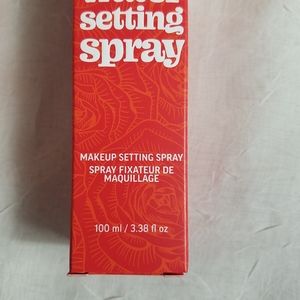 setting
spray
MAKEUP SETTING SPRAY
SPRAY FIXATEUR DE
MAQUILLAGE
100 ml / 3.38 fl oz